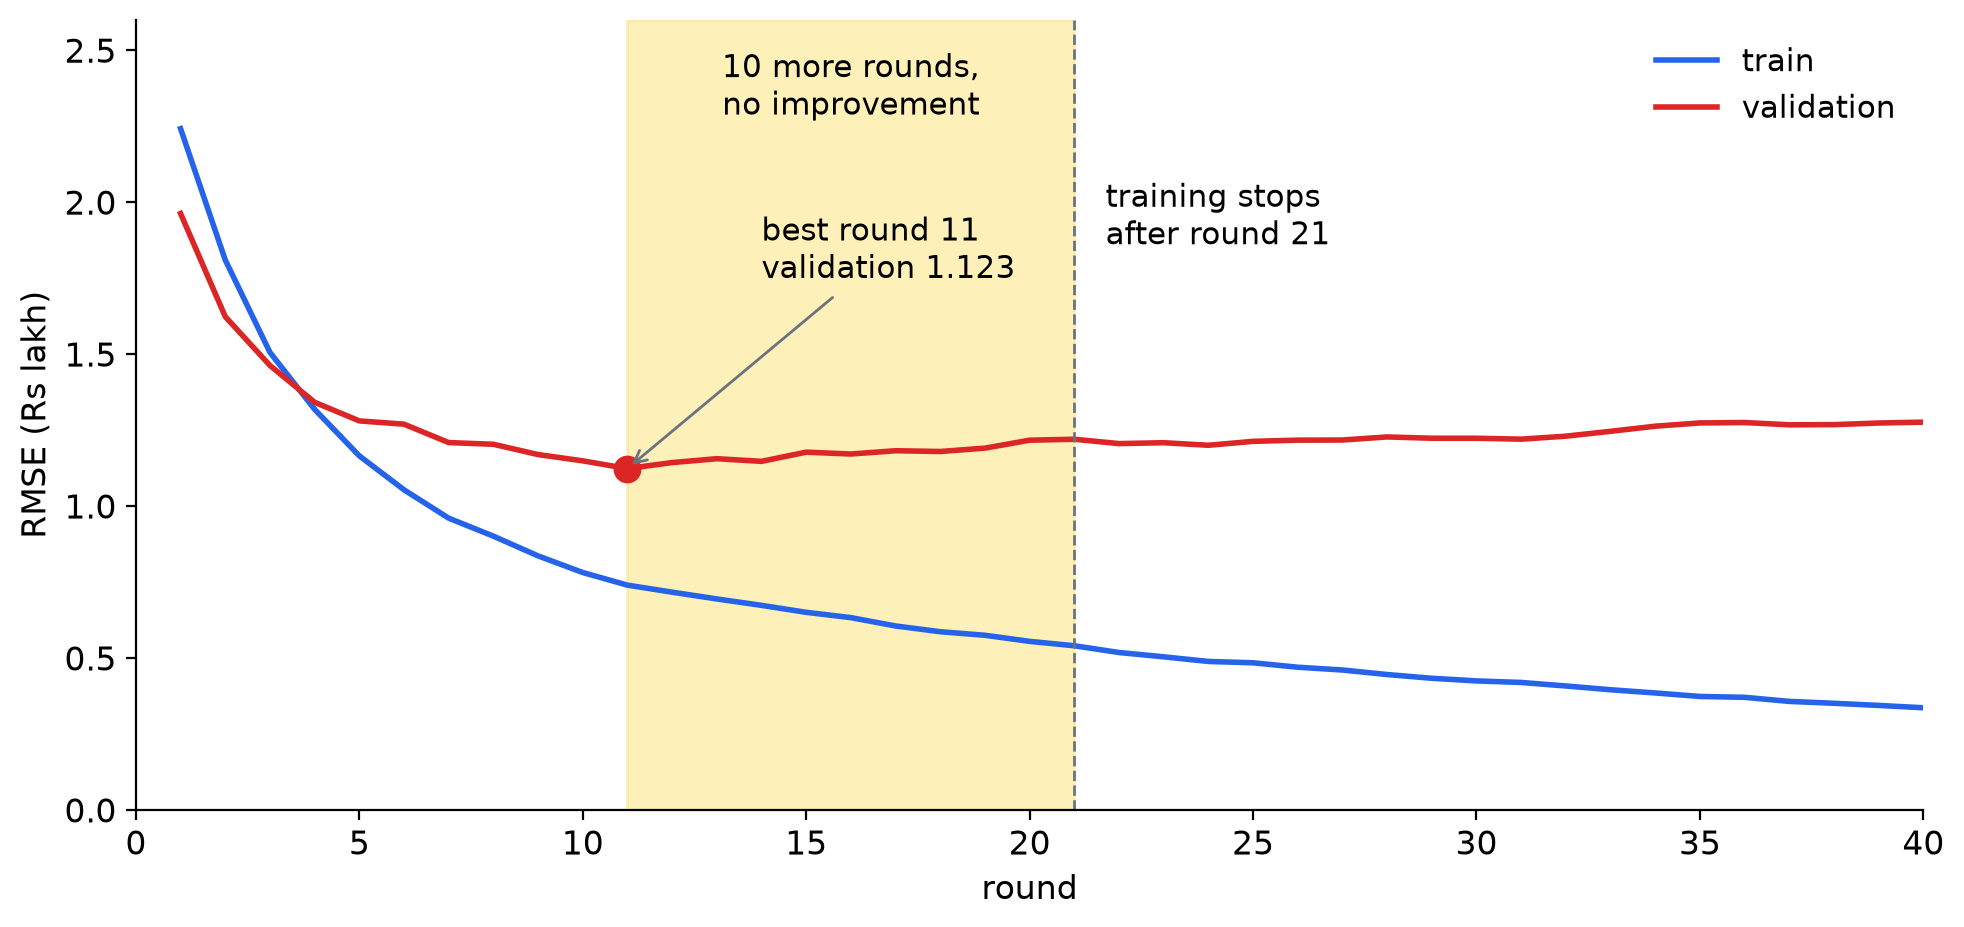 2.5
2.0
1.5
1.0
0.5
0.0
RMSE (Rs lakh)
10 more rounds,
no improvement
best round 11
validation 1.123
training stops
after round 21
train
validation
0 5 10 15 20 25 30 35 40
round